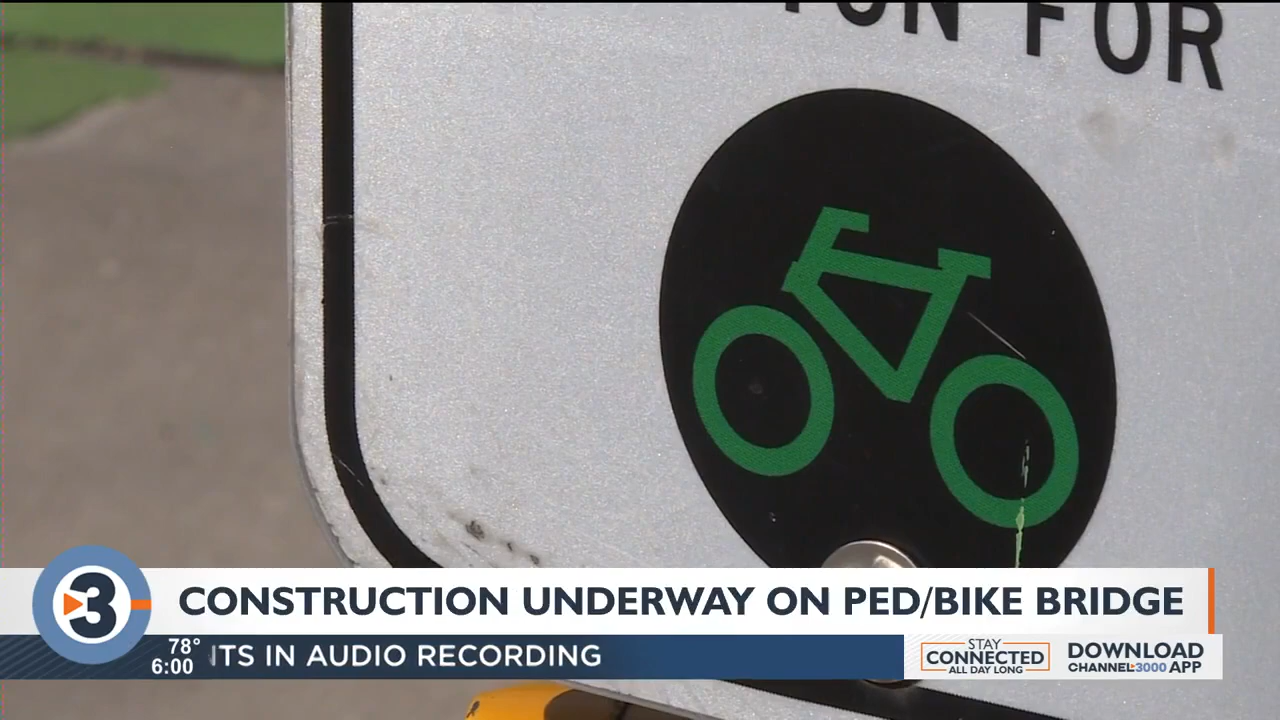 FOR
3
CONSTRUCTION UNDERWAY ON PED/BIKE BRIDGE
78°
6:00
IN AUDIO RECORDING
STAY
CONNECTED
ALL DAY LONG
DOWNLOAD
CHANNEL3000 APP